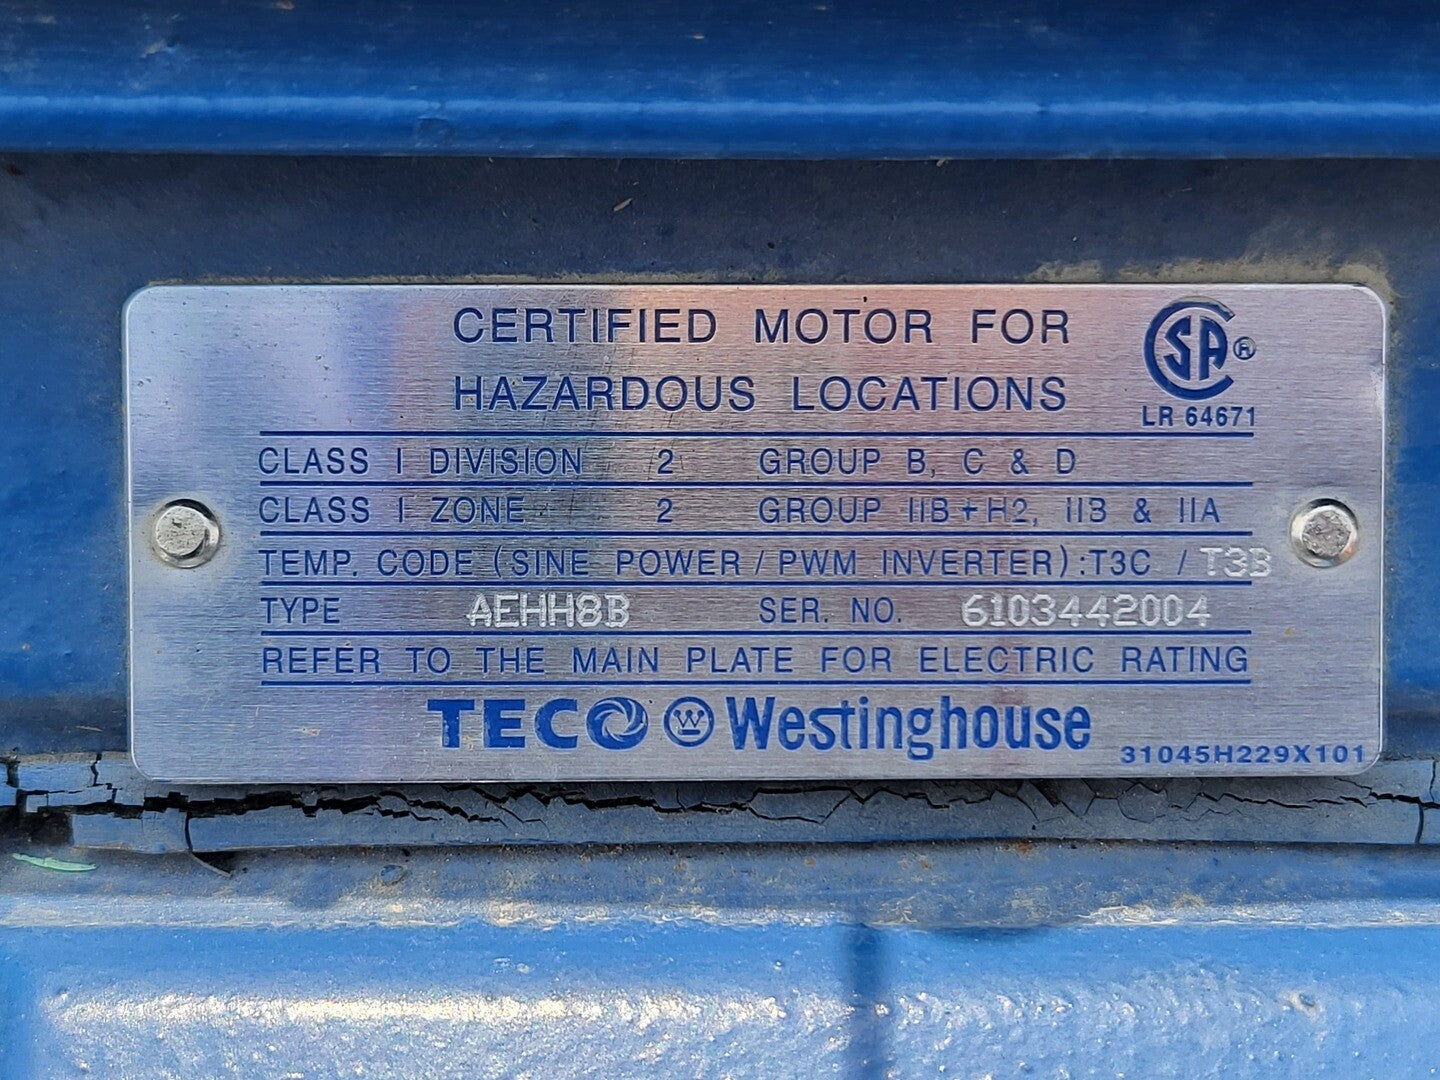 CERTIFIED MOTOR FOR
HAZARDOUS LOCATIONS
CSA ®
LR 64671
CLASS I DIVISION 2 GROUP B, C & D
CLASS I ZONE 2 GROUP IIB+H2, IIB & IIA
TEMP. CODE (SINE POWER / PWM INVERTER):T3C / T3B
TYPE AEHH8B SER. NO. 6103442004
REFER TO THE MAIN PLATE FOR ELECTRIC RATING
TECO W Westinghouse
31045H229X101